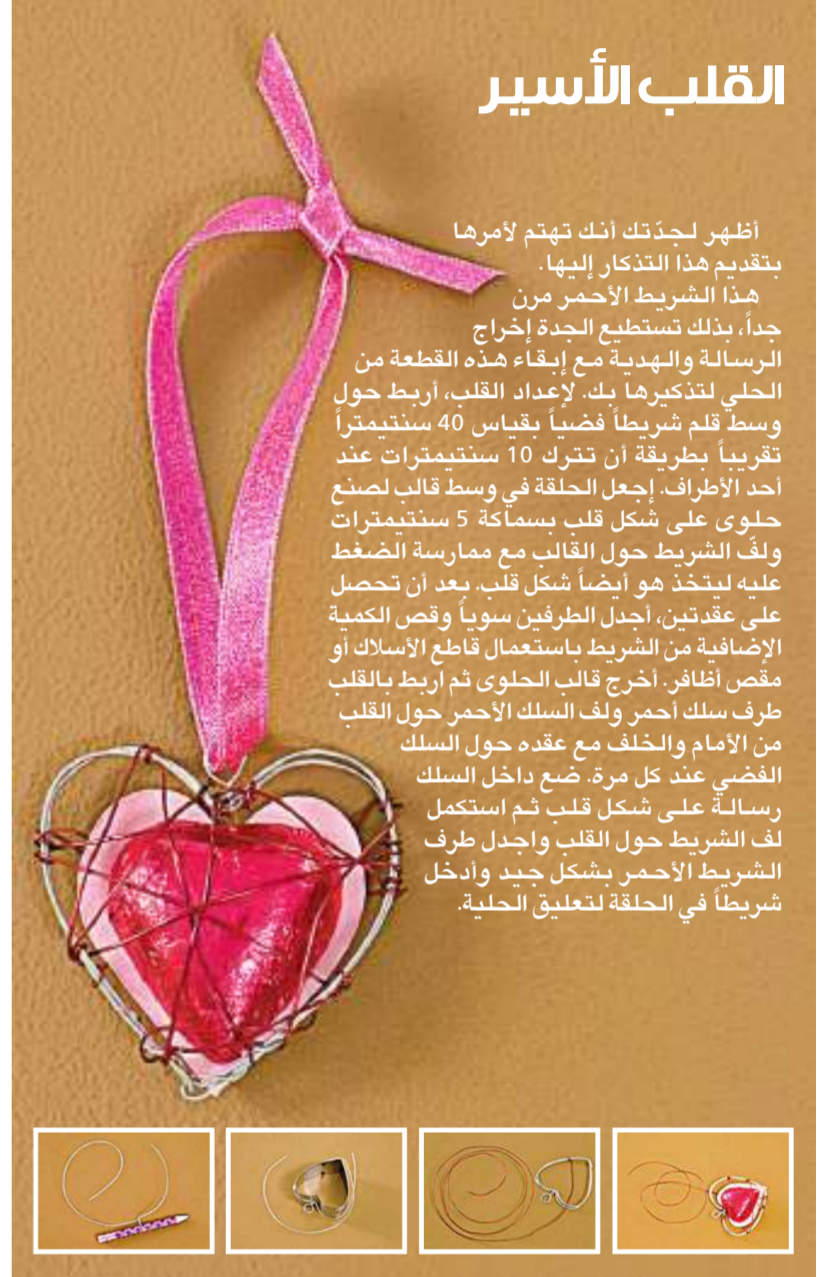 القلب الأسير
أظهر لجدّتك أنك تهتم لأمرها
بتقديم هذا التذكار إليها.
هذا الشريط الأحمر مرن
جداً، بذلك تستطيع الجدة إخراج
الرسالة والهدية مع إبقاء هذه القطعة من
الحلي لتذكيرها بك. لإعداد القلب، أربط حول
وسط قلم شريطاً فضياً بقياس 40 سنتيمتراً
تقريباً بطريقة أن تترك 10 سنتيمترات عند
أحد الأطراف. إجعل الحلقة في وسط قالب لصنع
حلوى على شكل قلب بسماكة 5 سنتيمترات
ولفّ الشريط حول القالب مع ممارسة الضغط
عليه ليتخذ هو أيضاً شكل قلب. بعد أن تحصل
على عقدتين، أجدل الطرفين سوياً وقص الكمية
الإضافية من الشريط باستعمال قاطع الأسلاك أو
مقص أظافر. أخرج قالب الحلوى ثم اربط بالقلب
طرف سلك أحمر ولف السلك الأحمر حول القلب
من الأمام والخلف مع عقده حول السلك
الفضي عند كل مرة. ضع داخل السلك
رسالة على شكل قلب ثم استكمل
لف الشريط حول القلب واجدل طرف
الشريط الأحمر بشكل جيد وأدخل
شريطاً في الحلقة لتعليق الحلية.